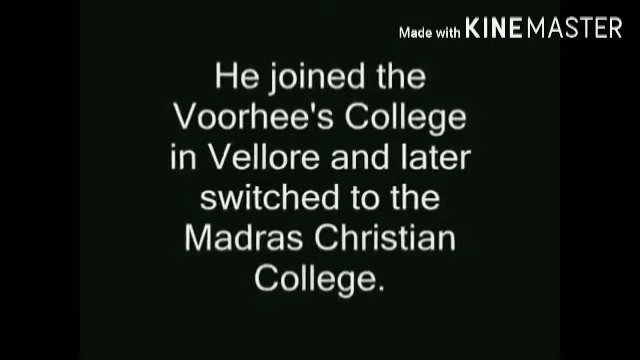 Made with KINEMASTER
He joined the
Voorhee's College
in Vellore and later
switched to the
Madras Christian
College.